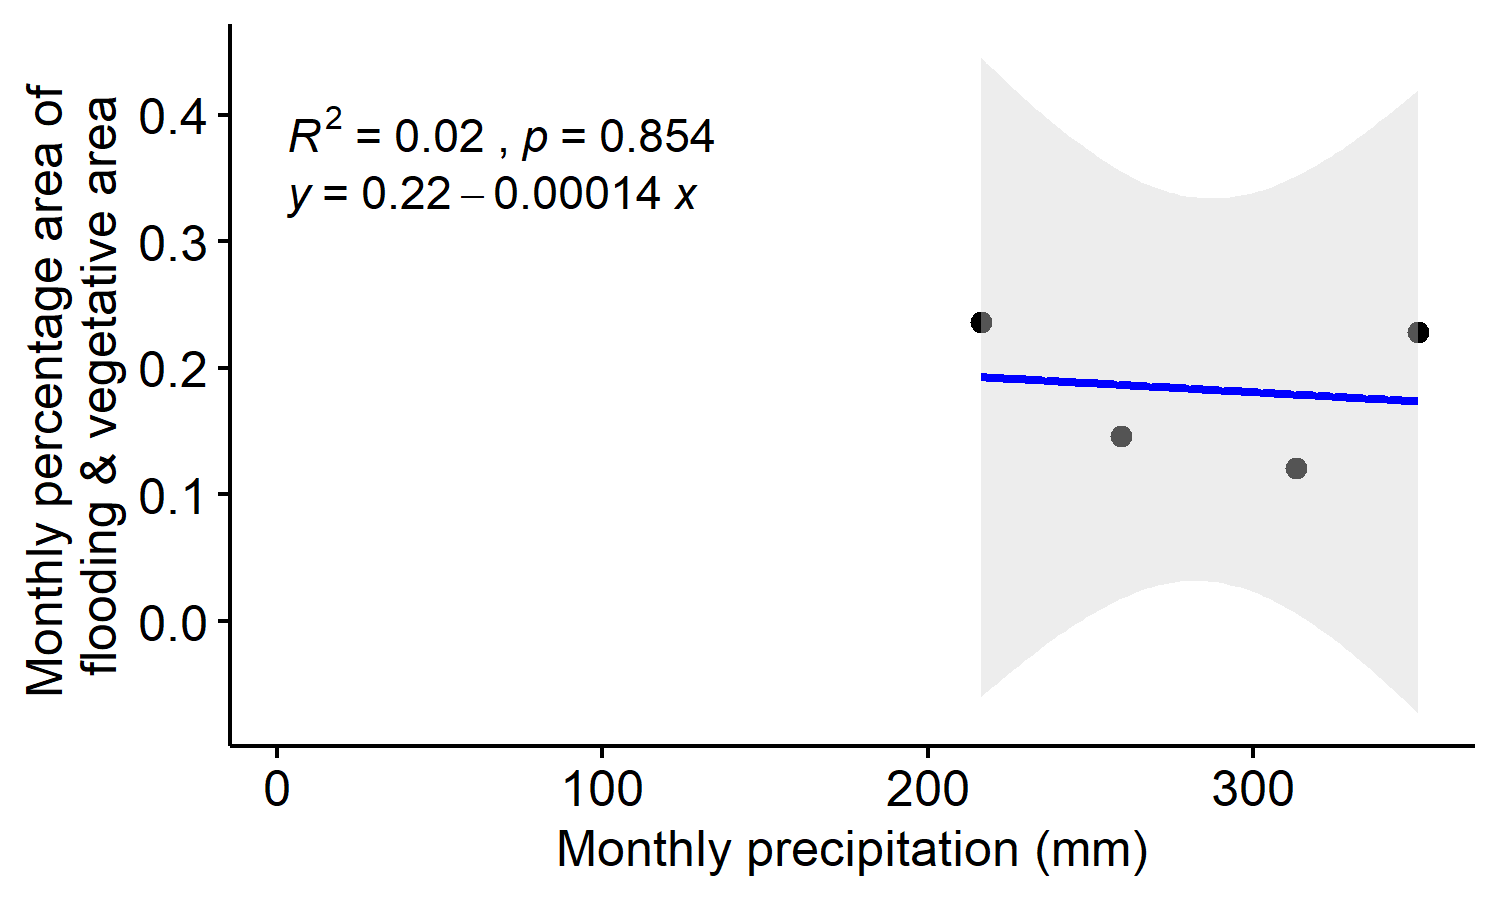 Monthly percentage area of
flooding & vegetative area
0.4
0.3
0.2
0.1
0.0
R² = 0.02 , p = 0.854
y = 0.22 – 0.00014 x
0 100 200 300
Monthly precipitation (mm)